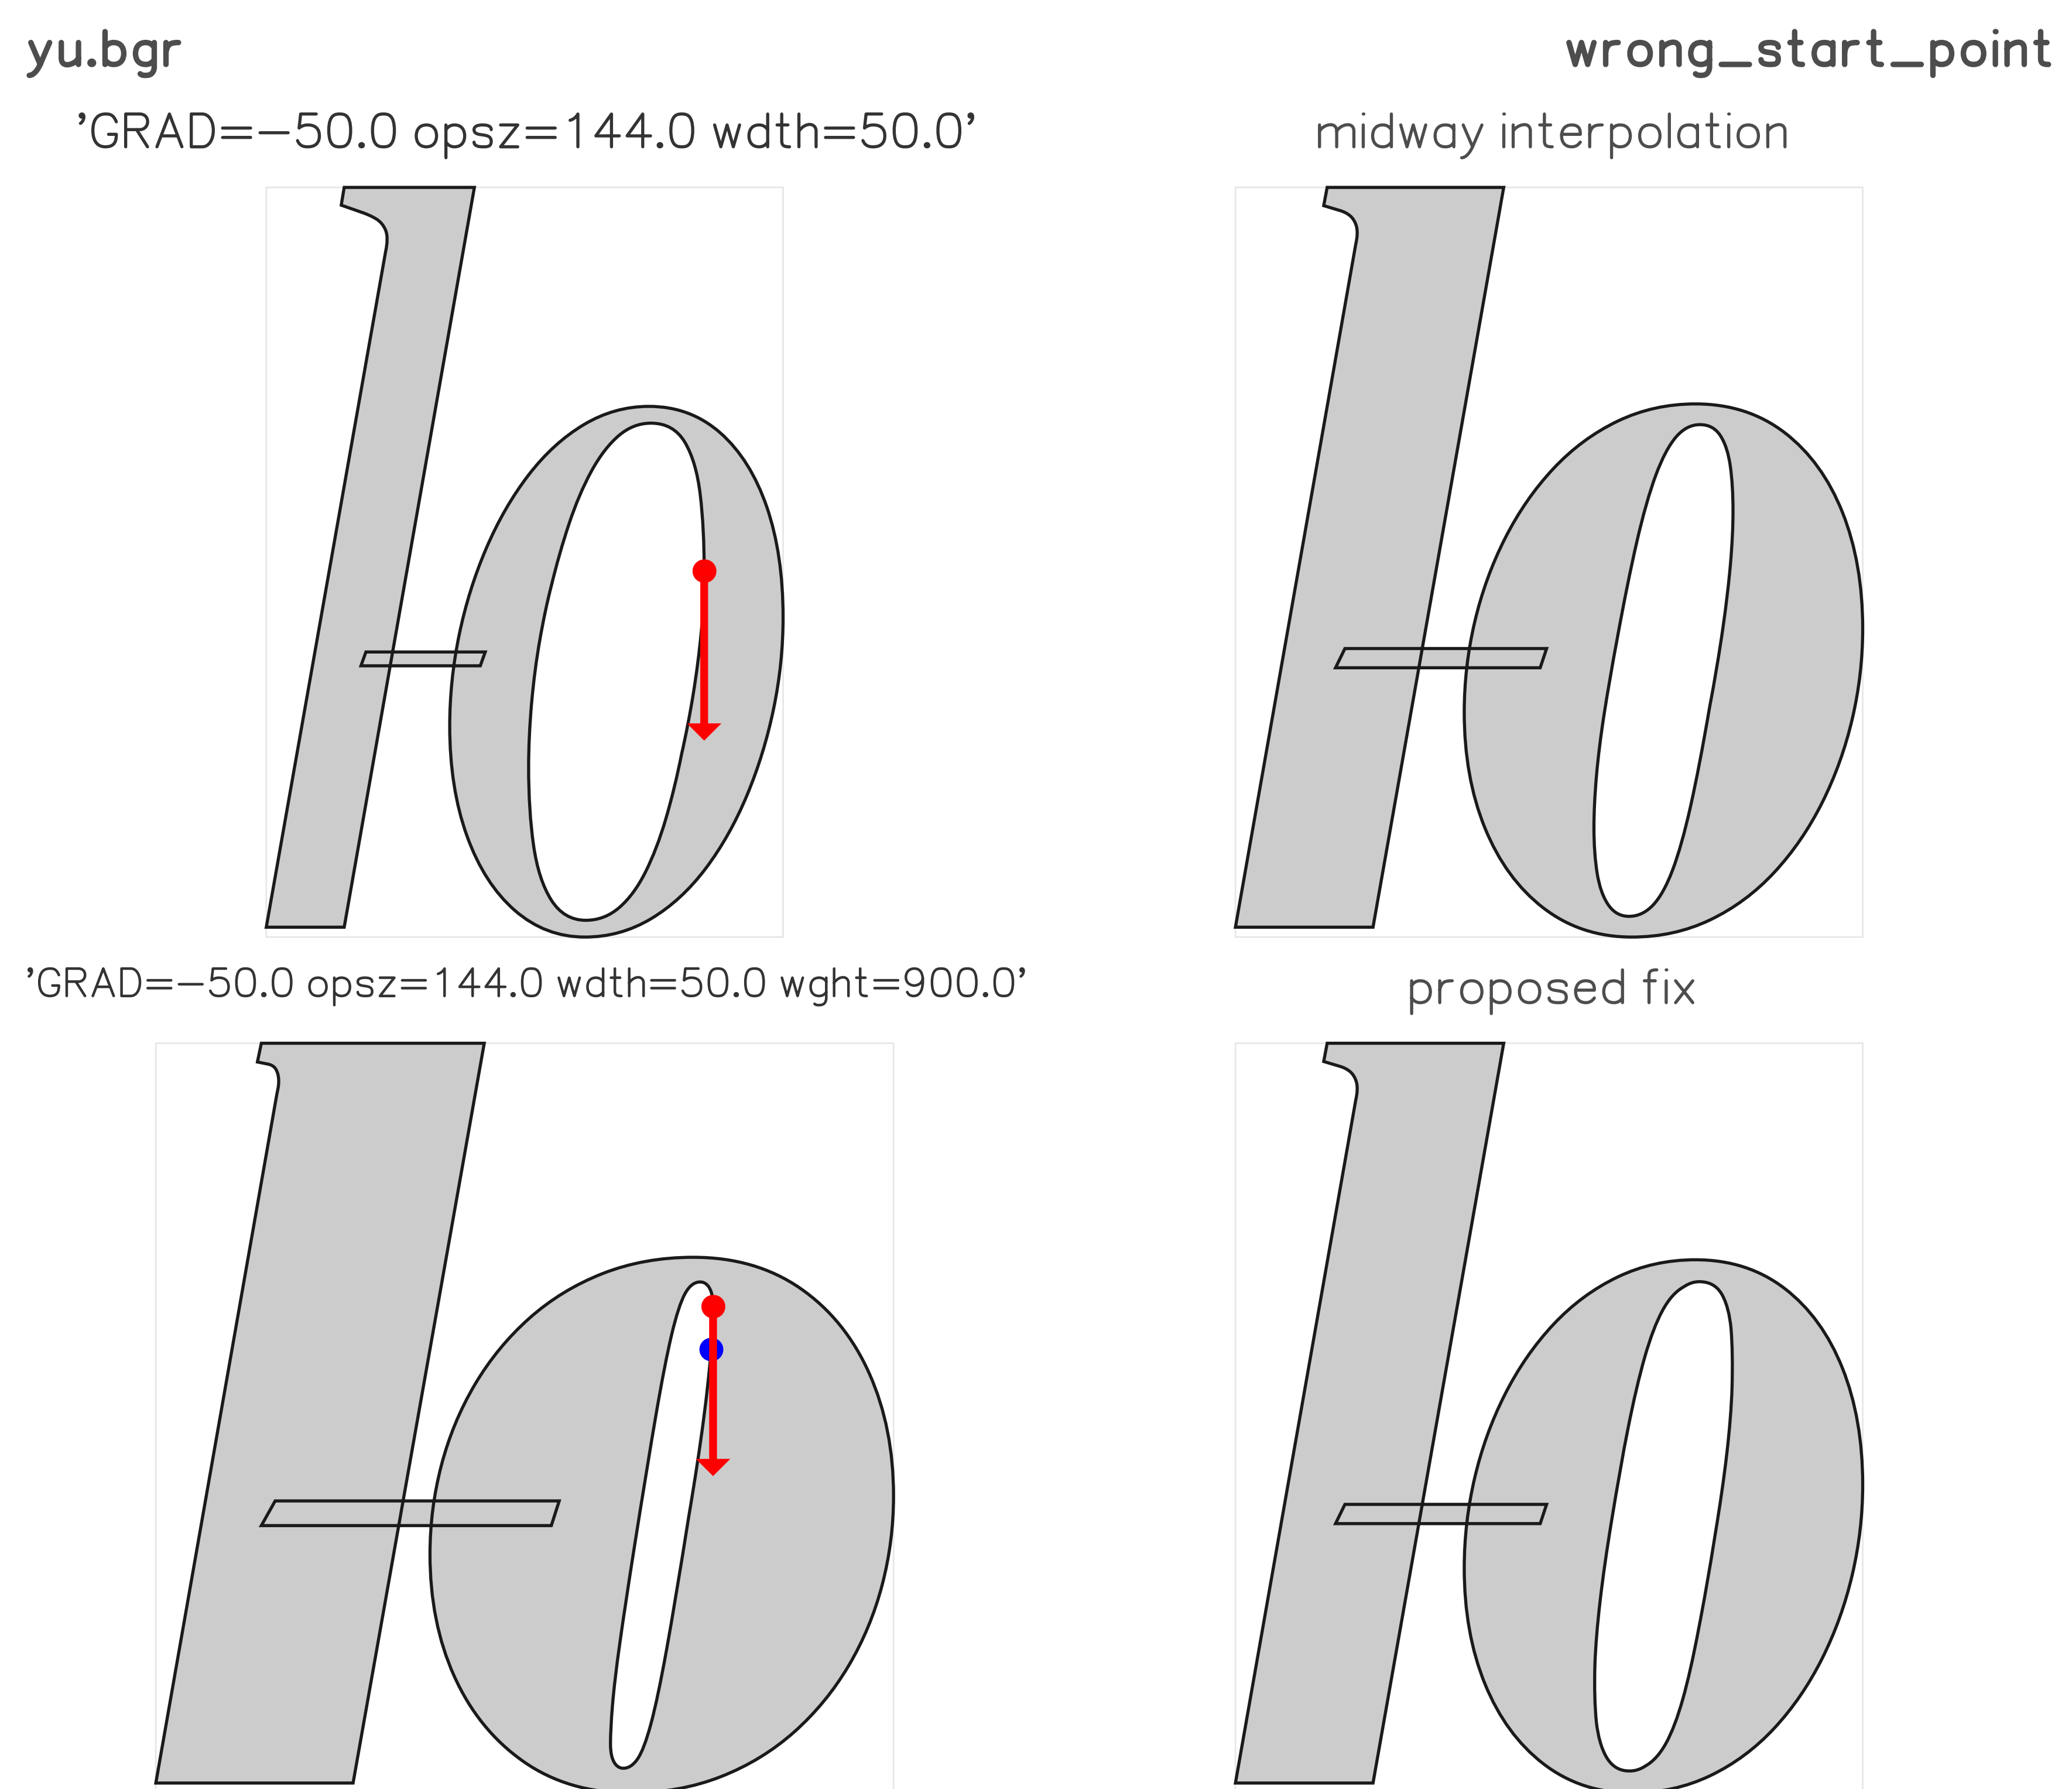 yu.bgr
wrong_start_point
'GRAD=−50.0 opsz=144.0 wdth=50.0'
midway interpolation
'GRAD=−50.0 opsz=144.0 wdth=50.0 wght=900.0'
proposed fix